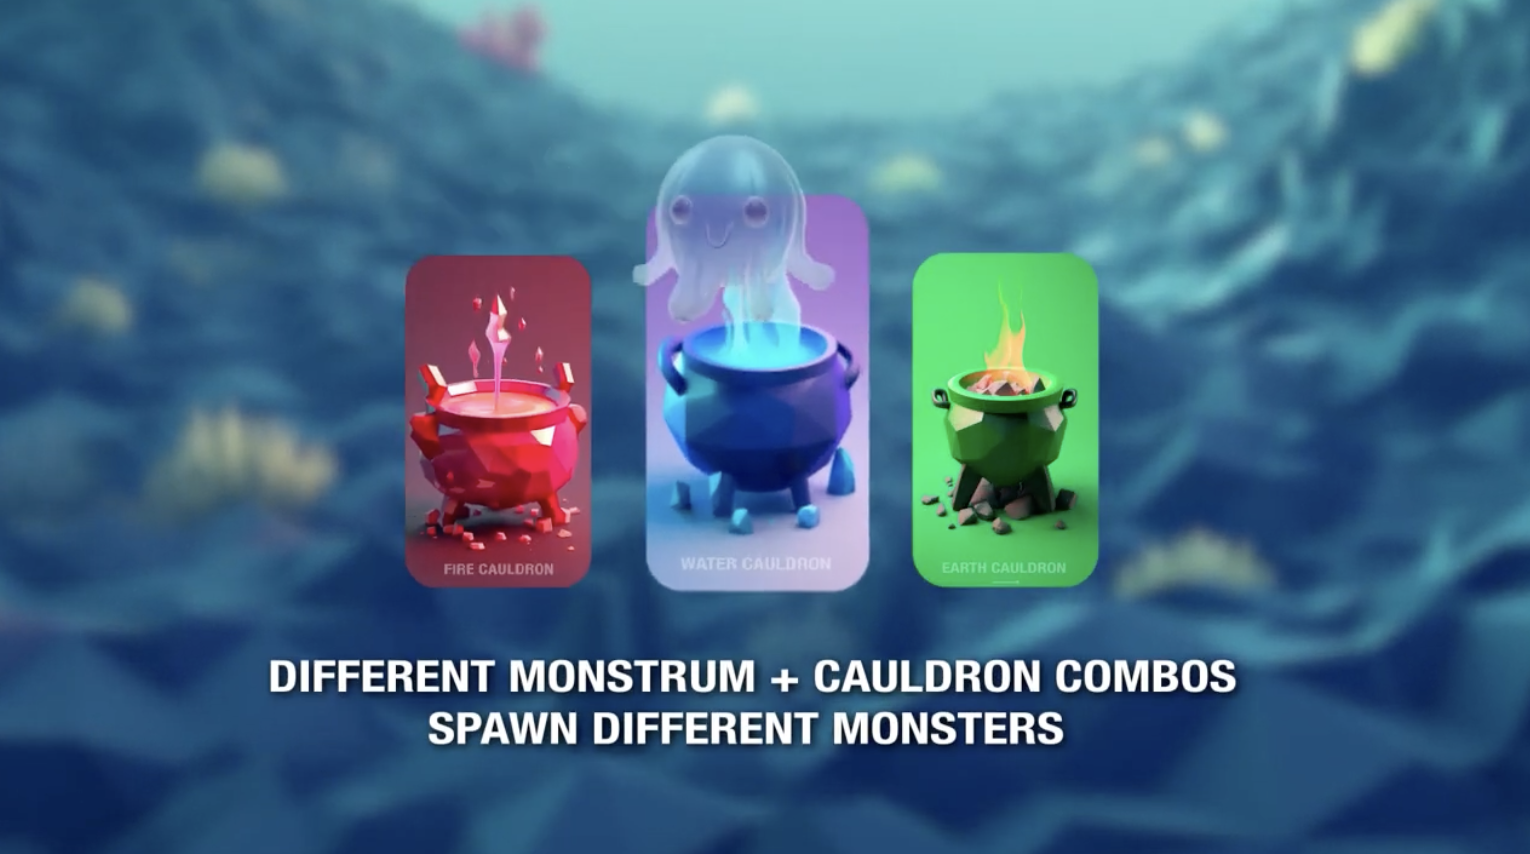 FIRE CAULDRON
WATER CAULDRON
EARTH CAULDRON
DIFFERENT MONSTRUM + CAULDRON COMBOS
SPAWN DIFFERENT MONSTERS